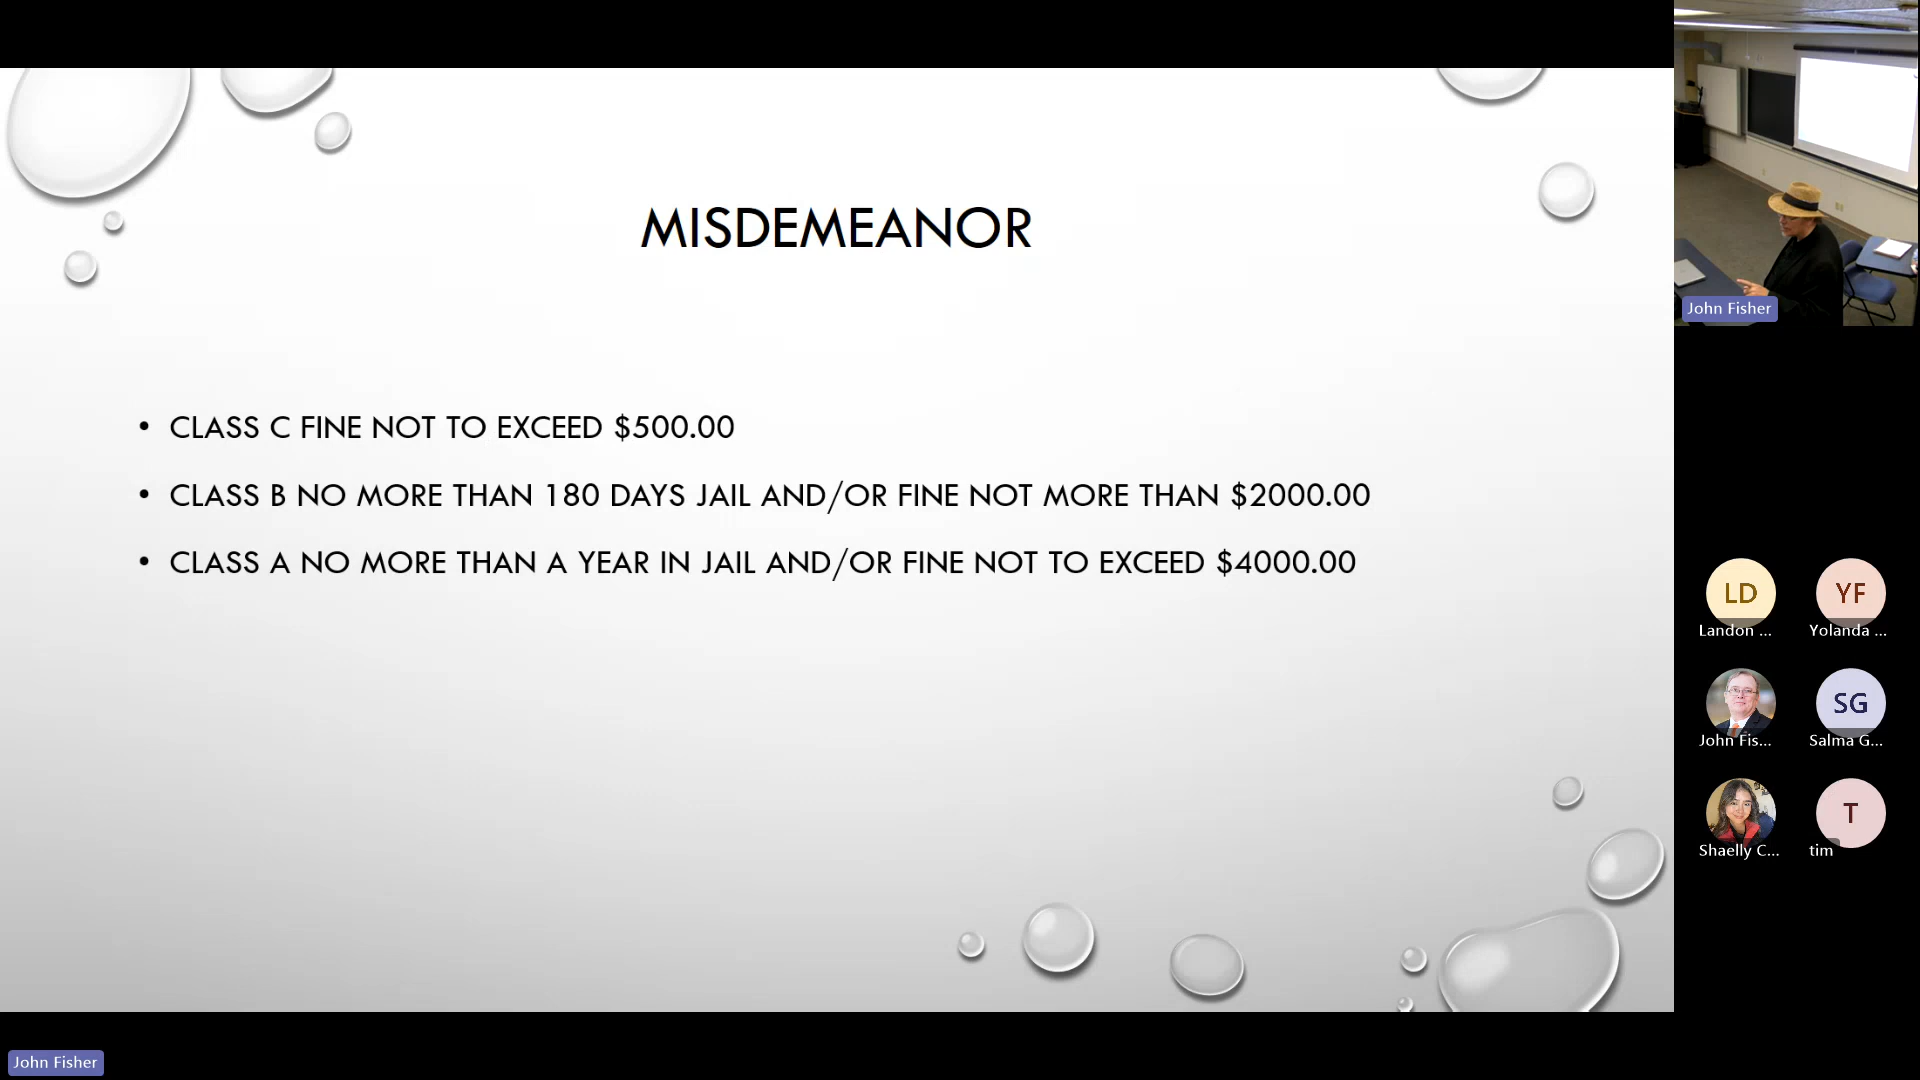 MISDEMEANOR
• CLASS C FINE NOT TO EXCEED $500.00
• CLASS B NO MORE THAN 180 DAYS JAIL AND/OR FINE NOT MORE THAN $2000.00
• CLASS A NO MORE THAN A YEAR IN JAIL AND/OR FINE NOT TO EXCEED $4000.00
John Fisher
LD
YF
Landon ...
Yolanda ...
SG
John Fis...
Salma G...
T
Shaelly C...
tim
John Fisher